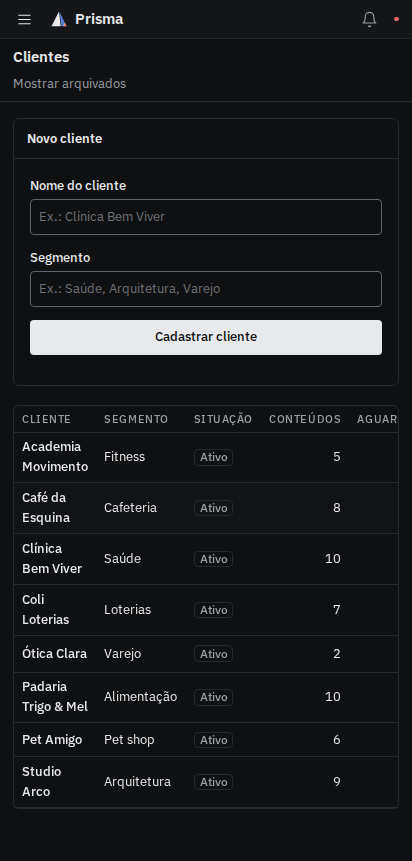 Prisma
Clientes
Mostrar arquivados
Novo cliente
Nome do cliente
Ex.: Clínica Bem Viver
Segmento
Ex.: Saúde, Arquitetura, Varejo
Cadastrar cliente
CLIENTE SEGMENTO SITUAÇÃO CONTEÚDOS AGUAR
Academia
Movimento Fitness Ativo 5
Café da
Esquina Cafeteria Ativo 8
Clínica
Bem Viver Saúde Ativo 10
Coli
Loterias Loterias Ativo 7
Ótica Clara Varejo Ativo 2
Padaria
Trigo & Mel Alimentação Ativo 10
Pet Amigo Pet shop Ativo 6
Studio
Arco Arquitetura Ativo 9